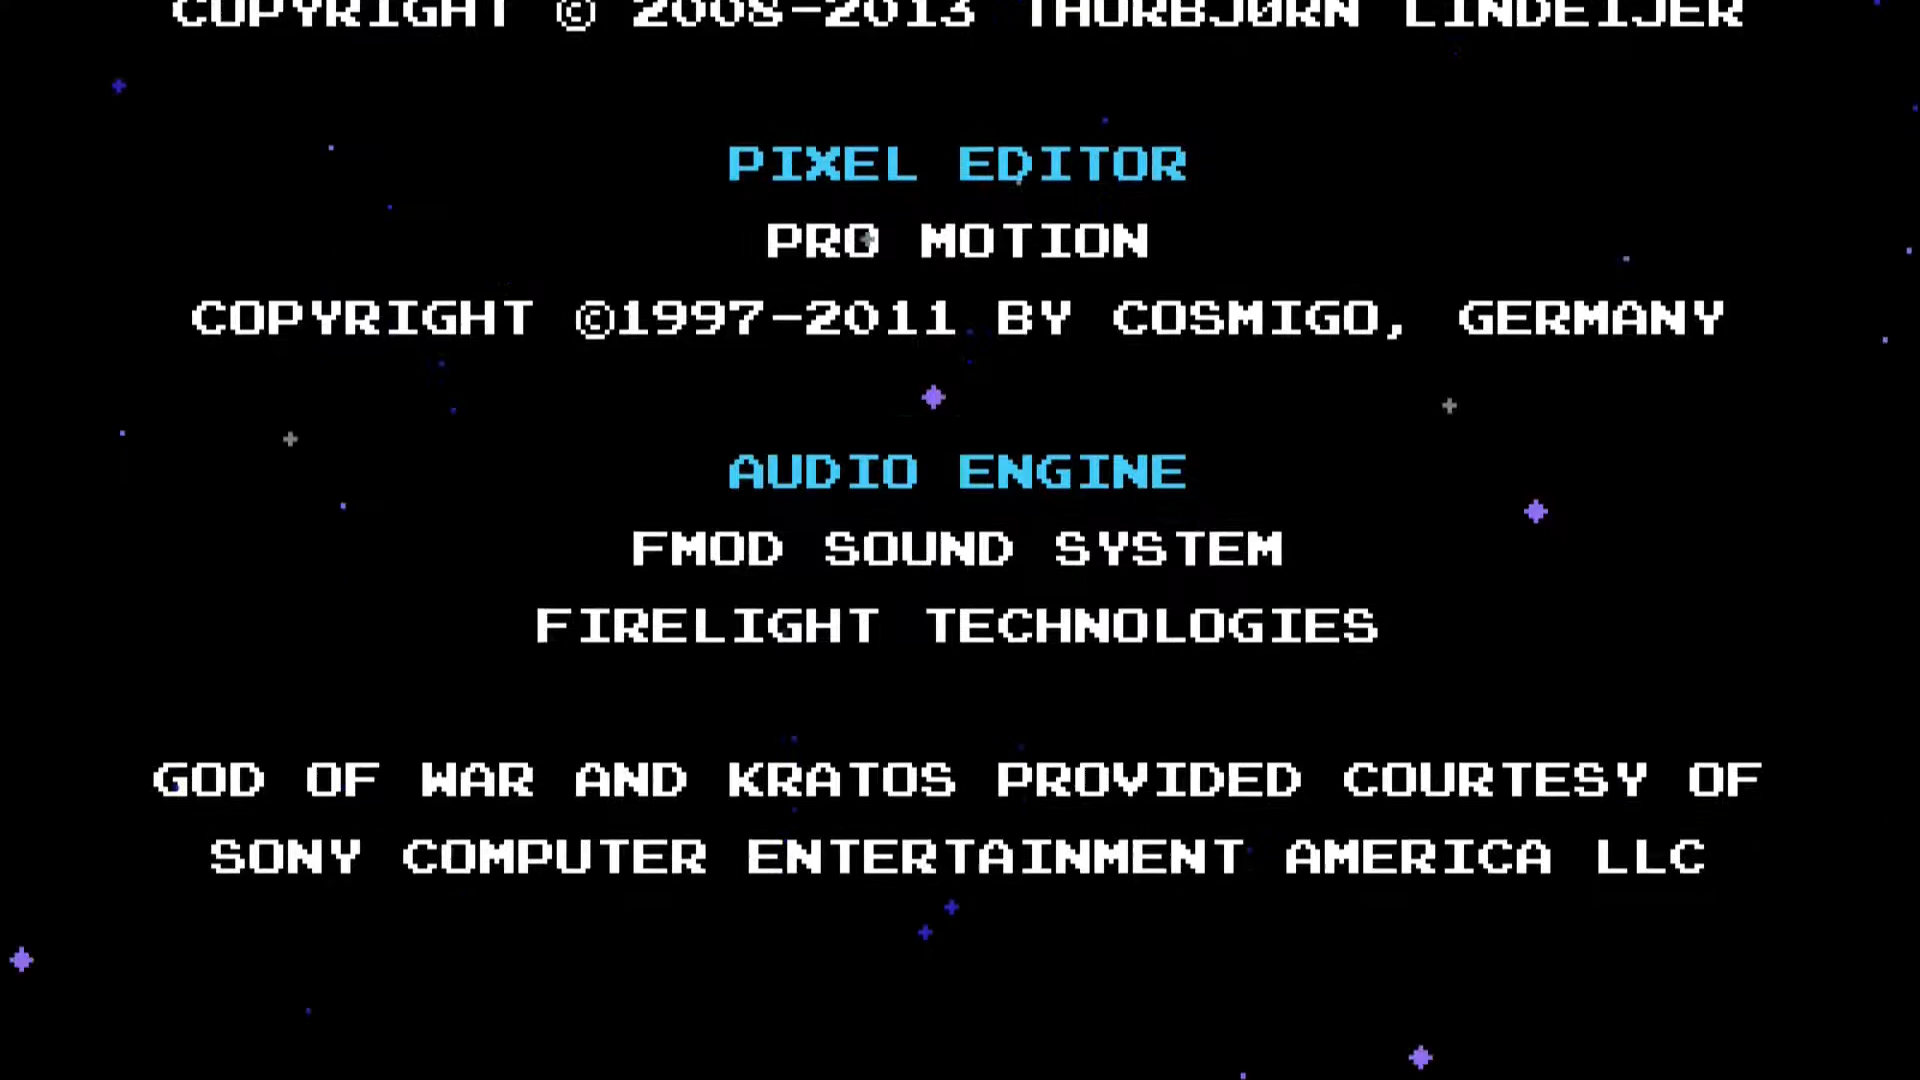 COPYRIGHT © 2008-2013 THORBJØRN LINDEIJER
PIXEL EDITOR
PRO MOTION
COPYRIGHT ©1997-2011 BY COSMIGO, GERMANY
AUDIO ENGINE
FMOD SOUND SYSTEM
FIRELIGHT TECHNOLOGIES
GOD OF WAR AND KRATOS PROVIDED COURTESY OF
SONY COMPUTER ENTERTAINMENT AMERICA LLC